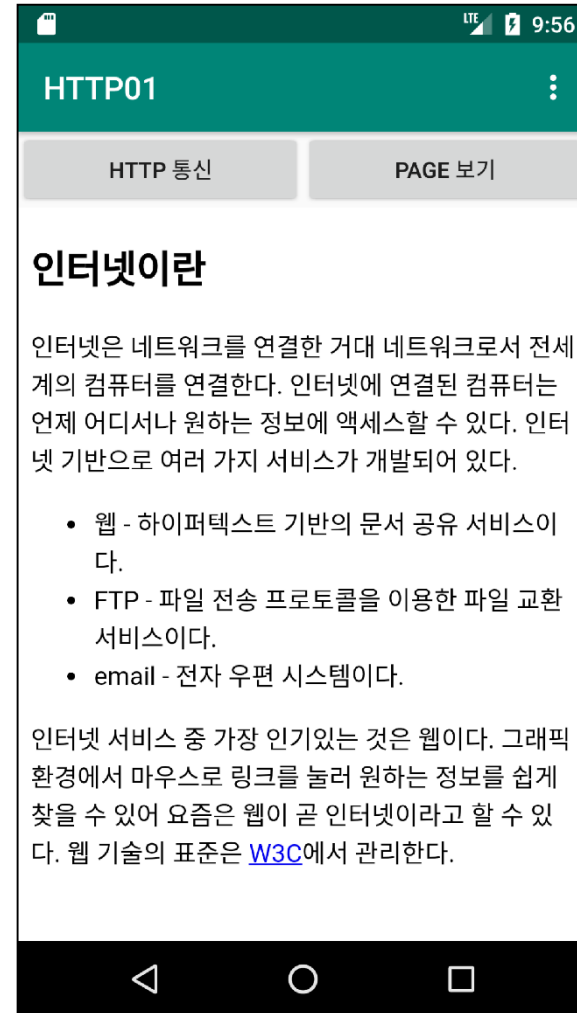 LTE 9:56
HTTP01
HTTP 통신 PAGE 보기
인터넷이란
인터넷은 네트워크를 연결한 거대 네트워크로서 전세
계의 컴퓨터를 연결한다. 인터넷에 연결된 컴퓨터는
언제 어디서나 원하는 정보에 액세스할 수 있다. 인터
넷 기반으로 여러 가지 서비스가 개발되어 있다.
• 웹 - 하이퍼텍스트 기반의 문서 공유 서비스이
다.
• FTP - 파일 전송 프로토콜을 이용한 파일 교환
서비스이다.
• email - 전자 우편 시스템이다.
인터넷 서비스 중 가장 인기있는 것은 웹이다. 그래픽
환경에서 마우스로 링크를 눌러 원하는 정보를 쉽게
찾을 수 있어 요즘은 웹이 곧 인터넷이라고 할 수 있
다. 웹 기술의 표준은 W3C에서 관리한다.